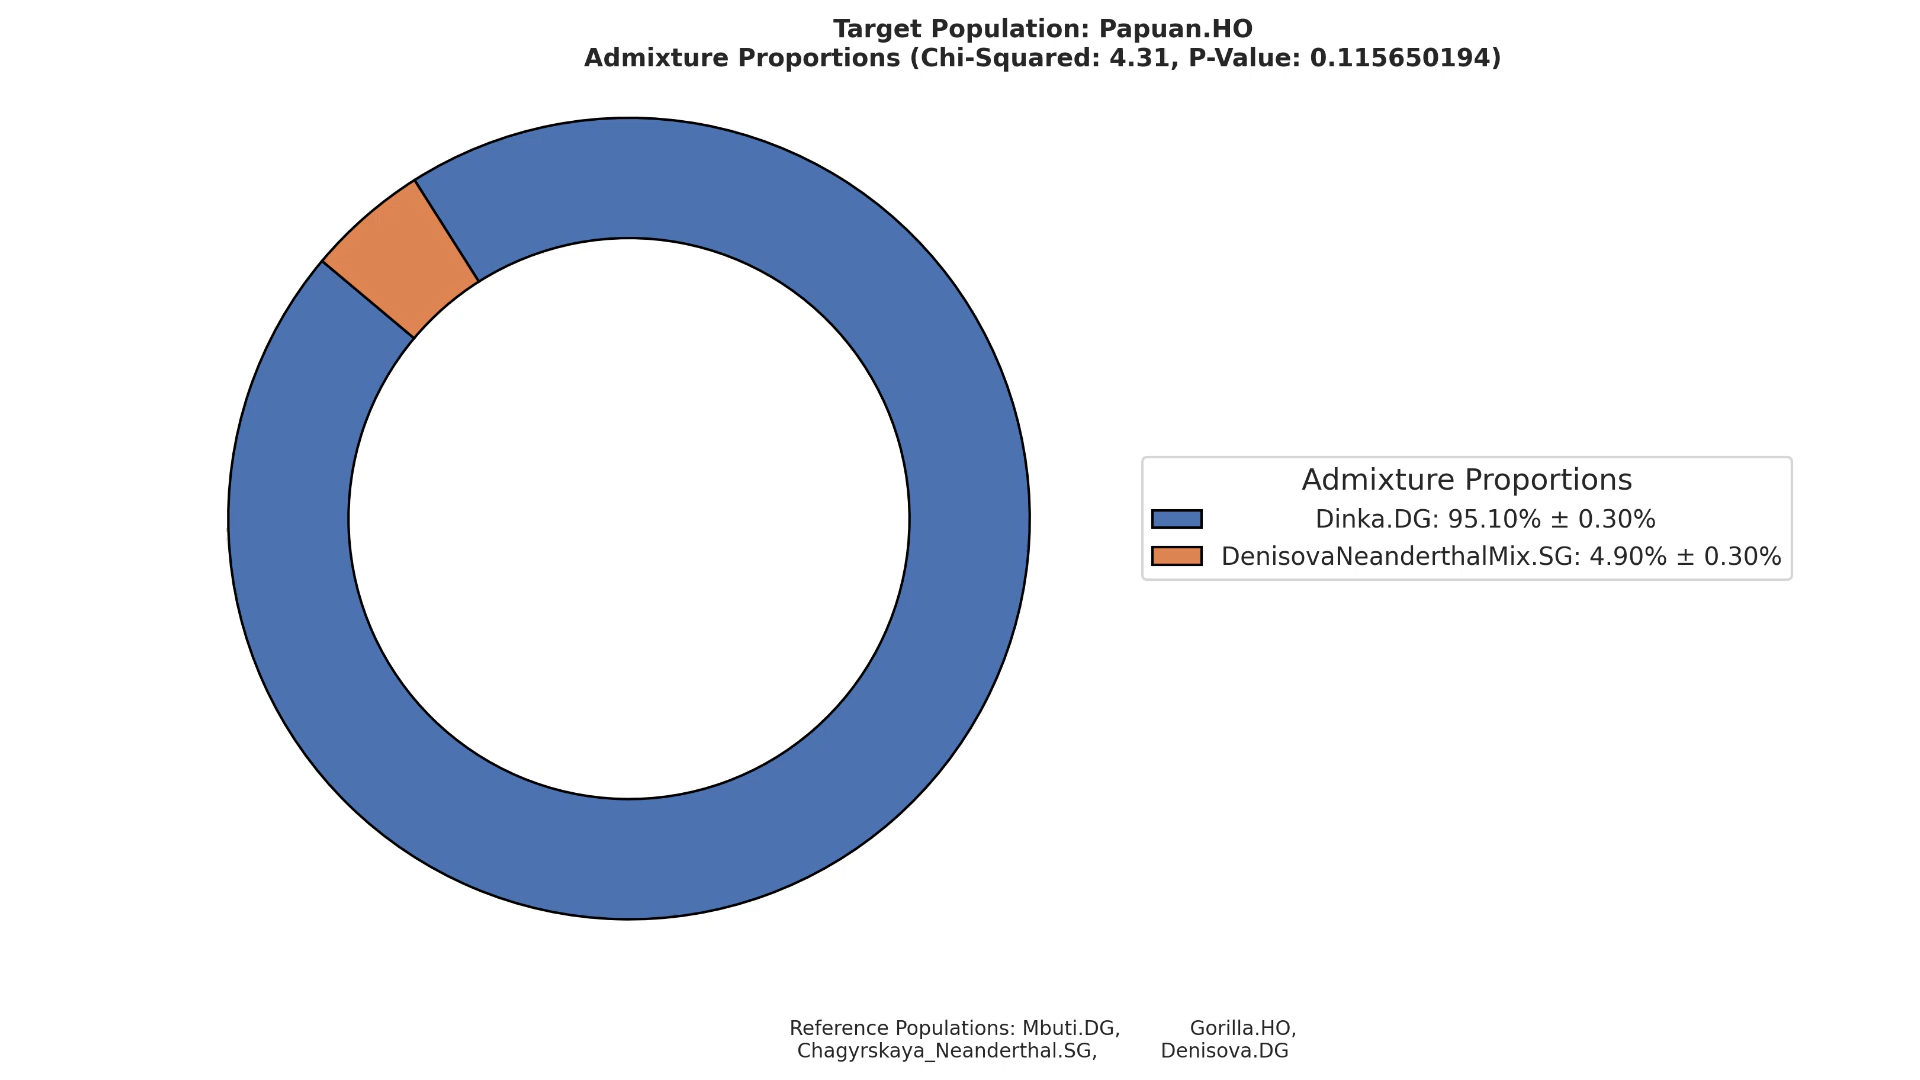 Target Population: Papuan.HO
Admixture Proportions (Chi-Squared: 4.31, P-Value: 0.115650194)
Admixture Proportions
Dinka.DG: 95.10% ± 0.30%
DenisovaNeanderthalMix.SG: 4.90% ± 0.30%
Reference Populations: Mbuti.DG, Gorilla.HO,
Chagyrskaya_Neanderthal.SG, Denisova.DG